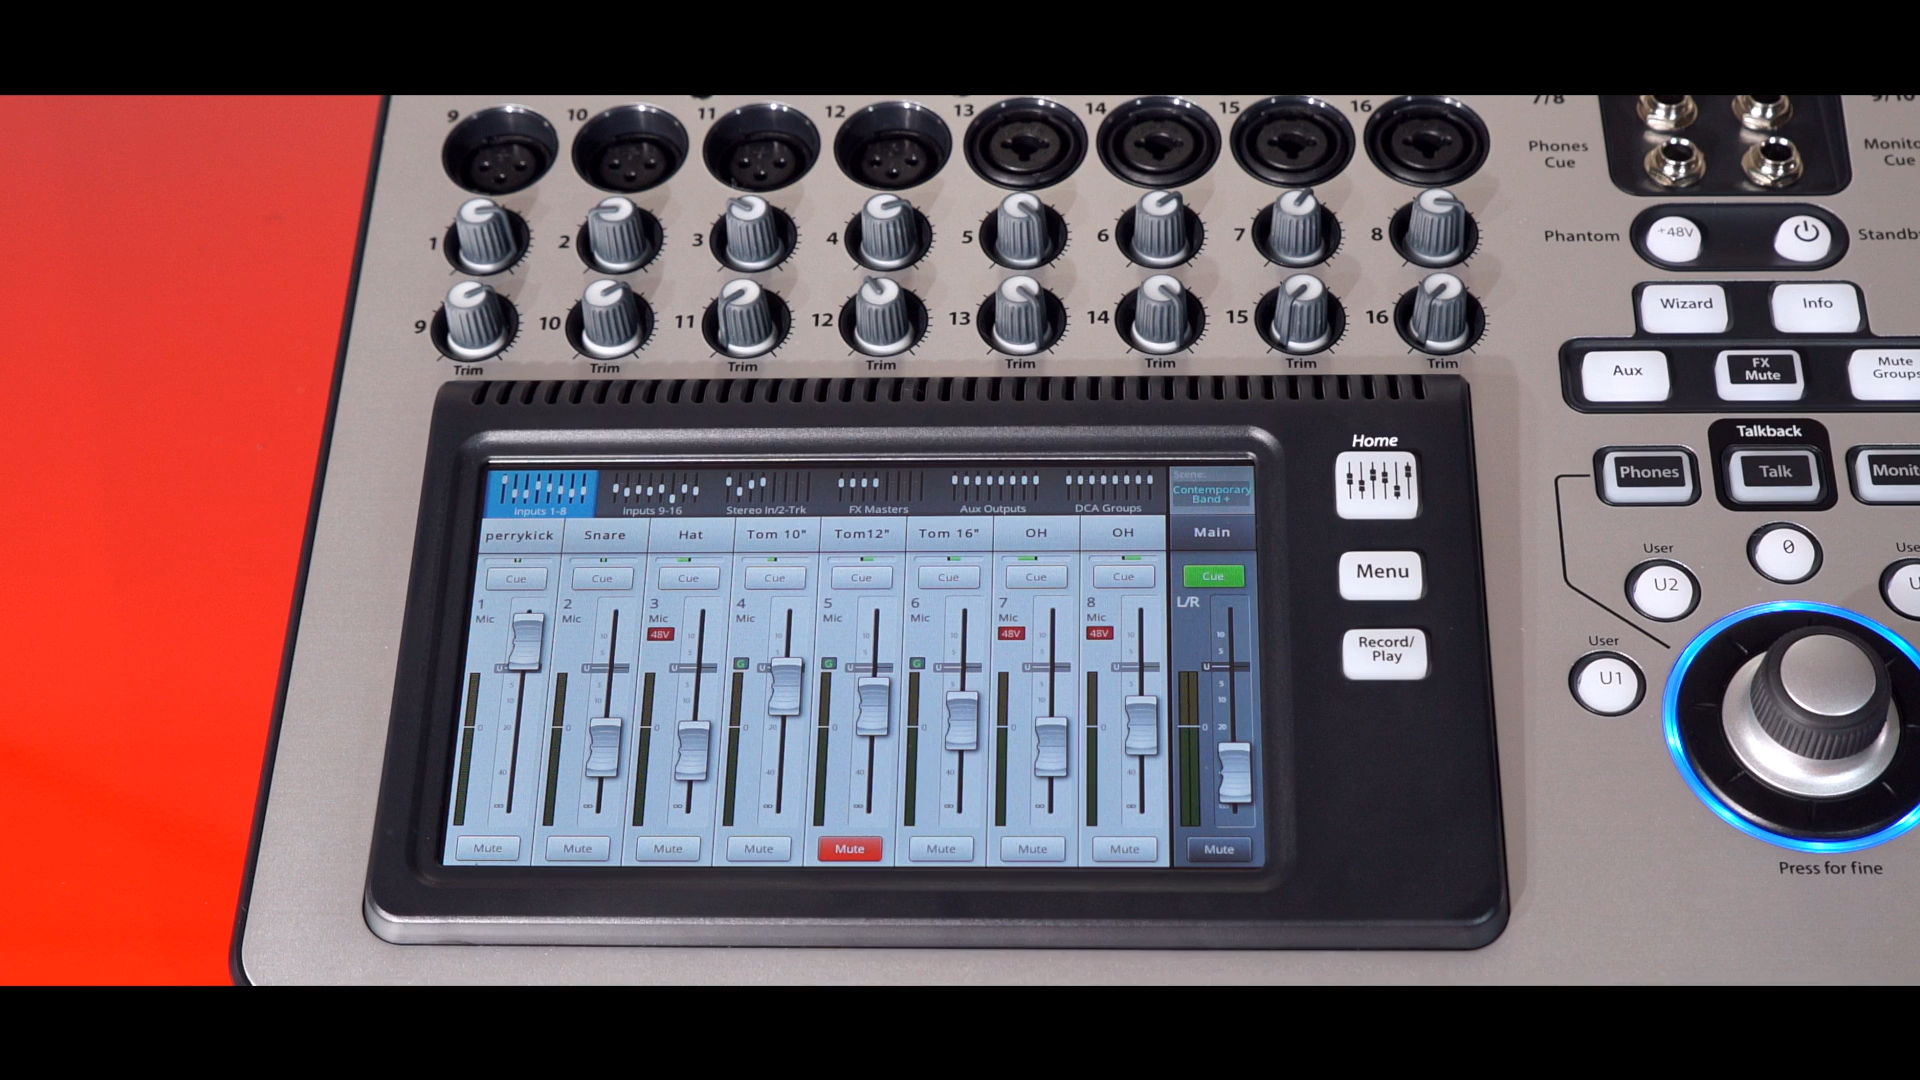 9 10 11 12 13 14 15 16
7/8
Phones
Cue
Cue
1 2 3 4 5 6 7 8
Phantom
+48V
9 10 11 12 13 14 15 16
Trim Trim Trim Trim Trim Trim Trim Trim
Wizard Info
Aux
FX
Mute
Mute
Groups
Talkback
Phones Talk
Home
Menu
Record/
Play
User
U2
0
User
U1
Press for fine
Inputs 1-8 Inputs 9-16 Stereo In/2-Trk FX Masters Aux Outputs DCA Groups
Scene:
Contemporary
Band +
perrykick Snare Hat Tom 10" Tom12" Tom 16" OH OH Main
Cue Cue Cue Cue Cue Cue Cue Cue Cue
1 2 3 4 5 6 7 8 L/R
Mic Mic Mic Mic Mic Mic Mic Mic
48V 48V 48V
G G G
U U U U U U U U
Mute Mute Mute Mute Mute Mute Mute Mute Mute